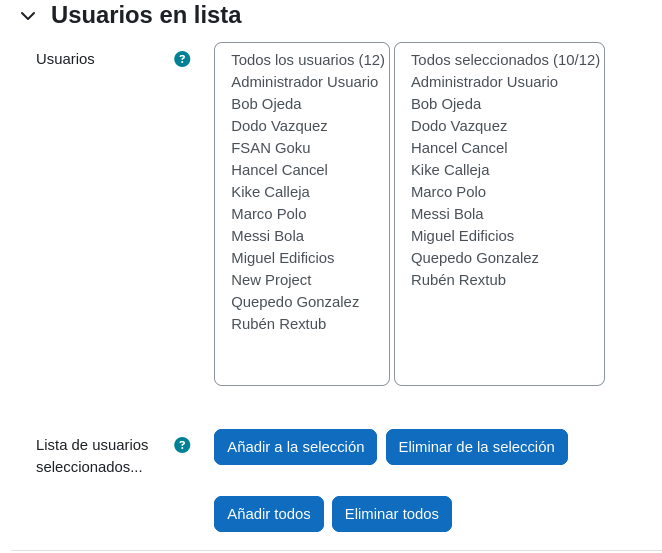 Usuarios en lista
Usuarios
?
Todos los usuarios (12)
Administrador Usuario
Bob Ojeda
Dodo Vazquez
FSAN Goku
Hancel Cancel
Kike Calleja
Marco Polo
Messi Bola
Miguel Edificios
New Project
Quepedo Gonzalez
Rubén Rextub
Todos seleccionados (10/12)
Administrador Usuario
Bob Ojeda
Dodo Vazquez
Hancel Cancel
Kike Calleja
Marco Polo
Messi Bola
Miguel Edificios
Quepedo Gonzalez
Rubén Rextub
Lista de usuarios
seleccionados...
?
Añadir a la selección
Eliminar de la selección
Añadir todos
Eliminar todos